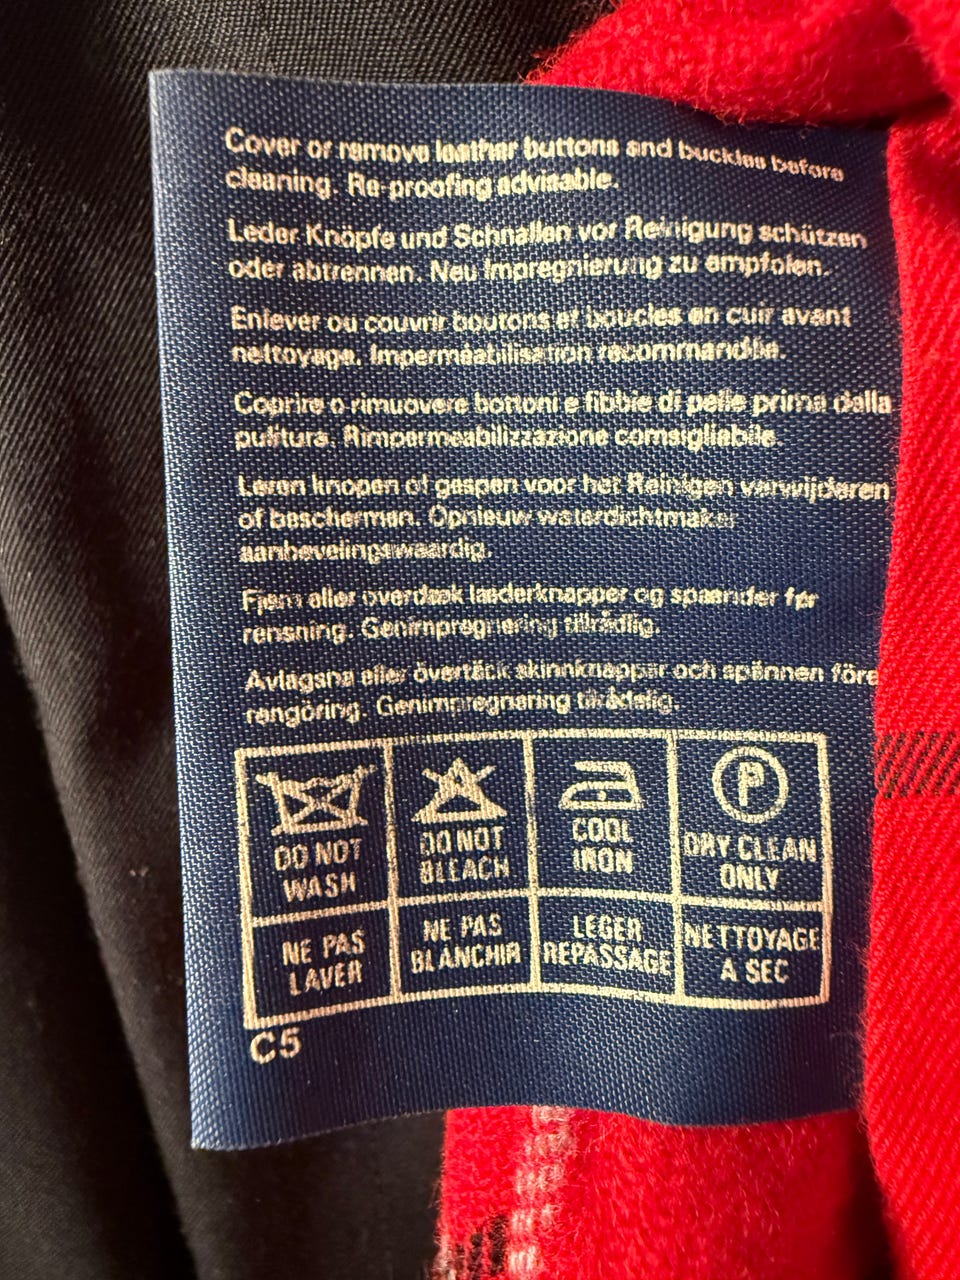 Cover or remove leather buttons and buckles before
cleaning. Re-proofing advisable.
Leder Knöpfe und Schnallen vor Reinigung schützen
oder abtrennen. Neu Impregnierung zu empfolen.
Enlever ou couvrir boutons et boucles en cuir avant
nettoyage. Imperméabilisation recommandée.
Coprire o rimuovere bottoni e fibbie di pelle prima dalla
pulitura. Rimpermeabilizzazione comsigliabile.
Leren knopen of gespen voor het Reinigen verwijderen
of beschermen. Opnieuw waterdichtmaken
aanbevelingswaardig.
Fjern eller overdæk læderknapper og spænder før
rensning. Genimpregnering tilrådlig.
Avlagsna eller övertäck skinnknappar och spännen före
rengöring. Genimpregnering tilrådelig.
DO NOT
WASH
DO NOT
BLEACH
COOL
IRON
P
DRY CLEAN
ONLY
NE PAS
LAVER
NE PAS
BLANCHIR
LEGER
REPASSAGE
NETTOYAGE
A SEC
C5